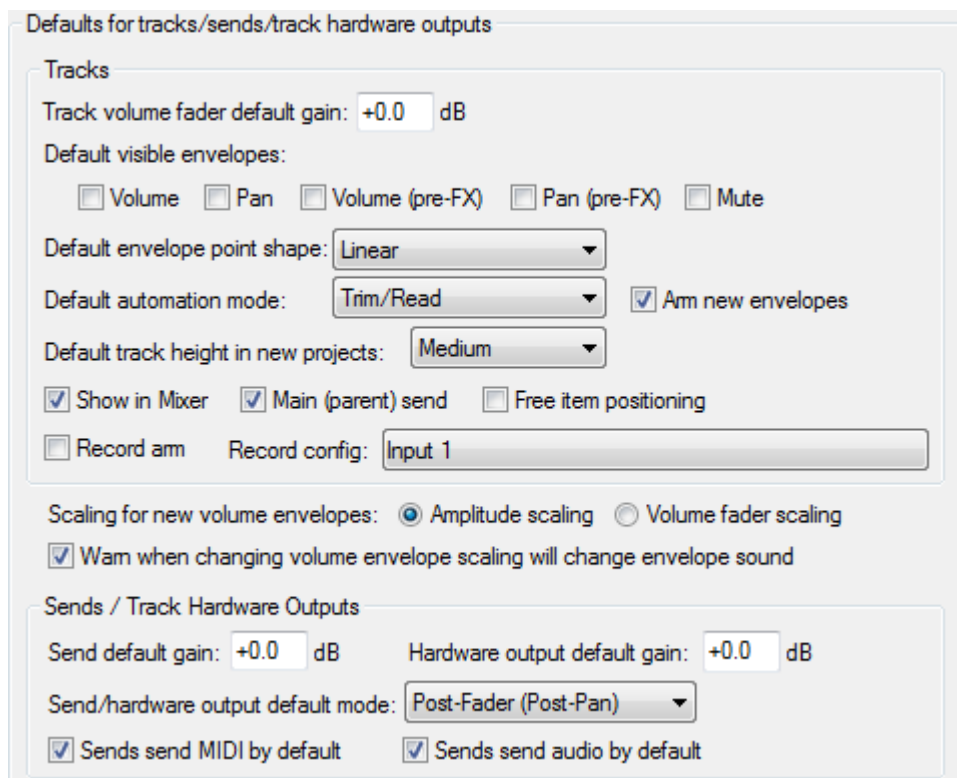 Defaults for tracks/sends/track hardware outputs
Tracks
Track volume fader default gain: +0.0 dB
Default visible envelopes:
Volume Pan Volume (pre-FX) Pan (pre-FX) Mute
Default envelope point shape: Linear
Default automation mode: Trim/Read Arm new envelopes
Default track height in new projects: Medium
Show in Mixer Main (parent) send Free item positioning
Record arm Record config: Input 1
Scaling for new volume envelopes: Amplitude scaling Volume fader scaling
Warn when changing volume envelope scaling will change envelope sound
Sends / Track Hardware Outputs
Send default gain: +0.0 dB Hardware output default gain: +0.0 dB
Send/hardware output default mode: Post-Fader (Post-Pan)
Sends send MIDI by default Sends send audio by default